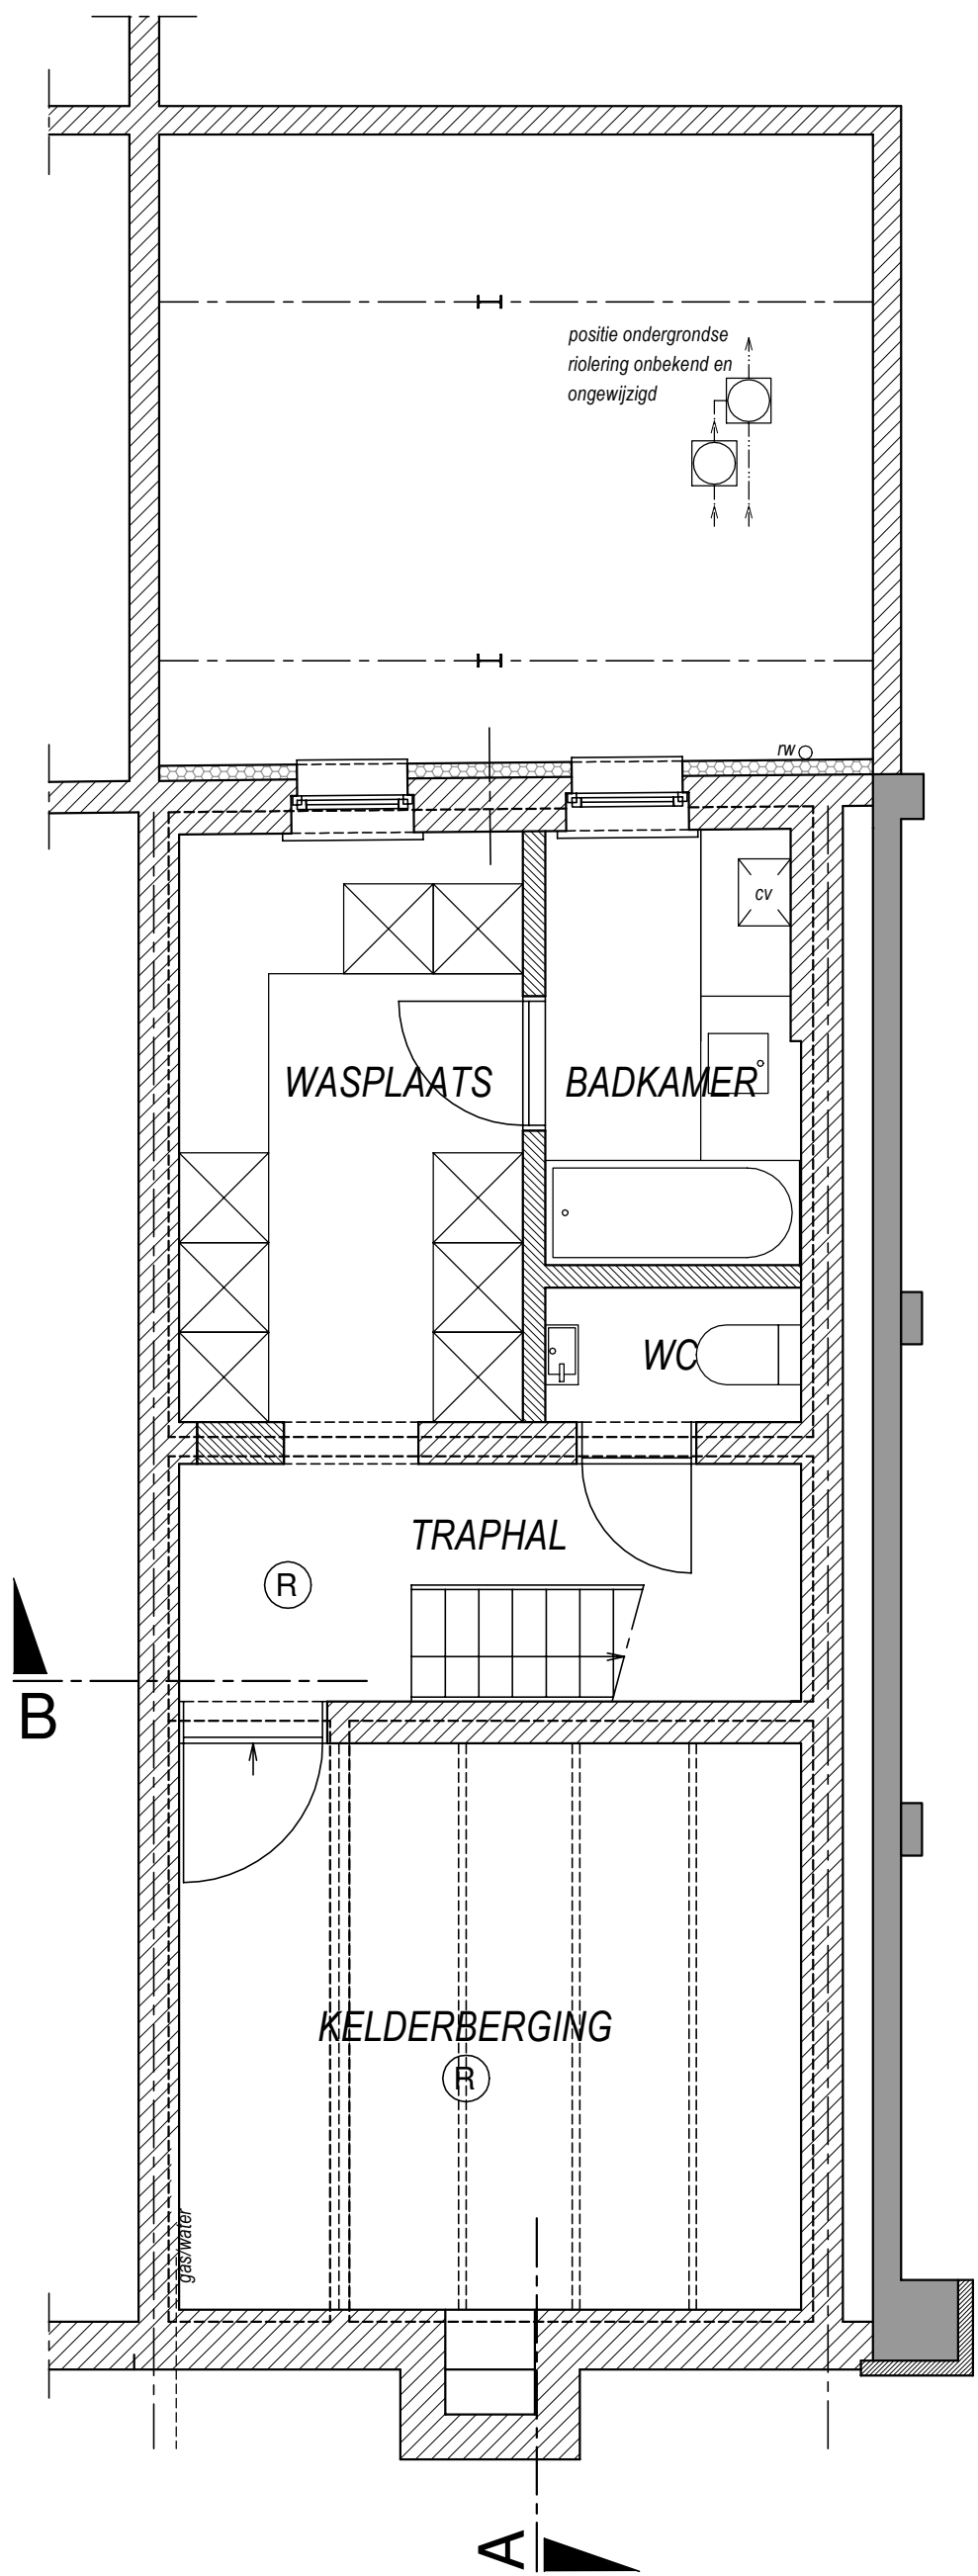 positie ondergrondse
riolering onbekend en
ongewijzigd
rw
cv
WASPLAATS
BADKAMER
WC
TRAPHAL
R
B
KELDERBERGING
R
gas/water
A